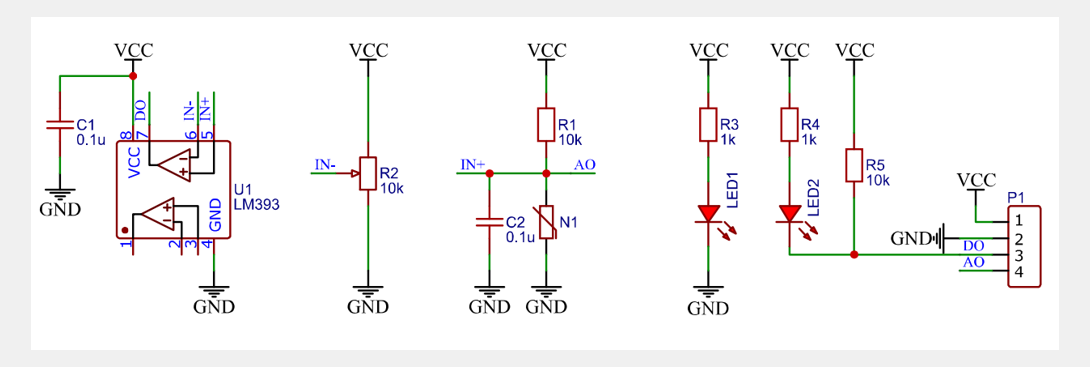 VCC
C1
0.1u
GND
DO
IN-
IN+
8
7
6
5
VCC
GND
U1
LM393
1
2
3
4
GND
VCC
IN-
R2
10k
GND
VCC
R1
10k
IN+
AO
C2
0.1u
N1
GND
GND
VCC
R3
1k
LED1
GND
VCC
R4
1k
LED2
VCC
R5
10k
VCC
P1
GND
DO
AO
1
2
3
4